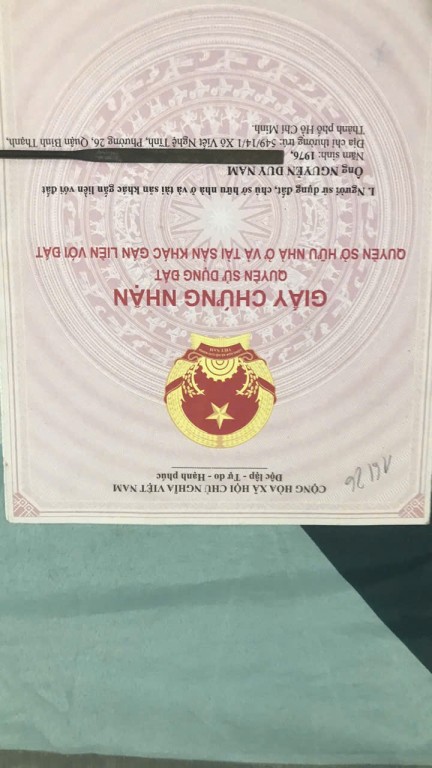 CỘNG HÒA XÃ HỘI CHỦ NGHĨA VIỆT NAM
Độc lập - Tự do - Hạnh phúc
GIẤY CHỨNG NHẬN
QUYỀN SỬ DỤNG ĐẤT
QUYỀN SỞ HỮU NHÀ Ở VÀ TÀI SẢN KHÁC GẮN LIỀN VỚI ĐẤT
I. Người sử dụng đất, chủ sở hữu nhà ở và tài sản khác gắn liền với đất
Ông NGUYỄN DUY NAM
Năm sinh: 1976,
Địa chỉ thường trú: 549/14/1 Xô Viết Nghệ Tĩnh, Phường 26, Quận Bình Thạnh,
Thành phố Hồ Chí Minh.